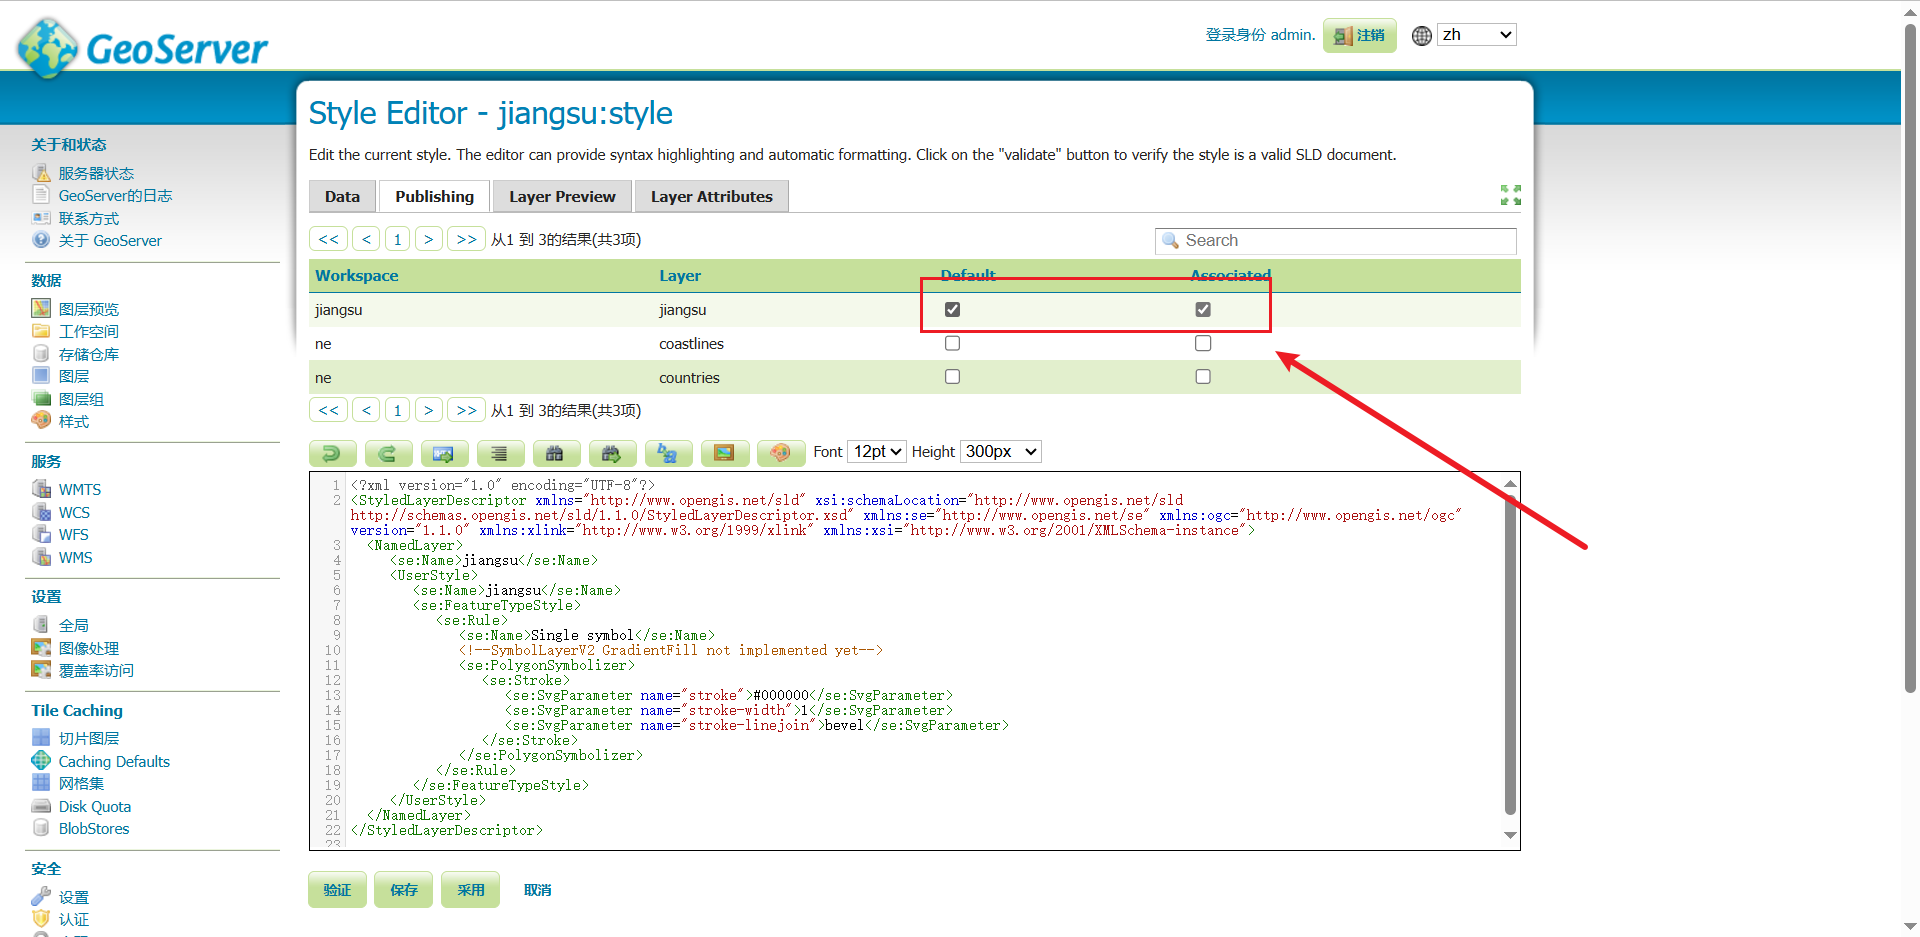 GeoServer
登录身份 admin.
注销
zh
关于和状态
服务器状态
GeoServer的日志
联系方式
关于 GeoServer
数据
图层预览
工作空间
存储仓库
图层
图层组
样式
服务
WMTS
WCS
WFS
WMS
设置
全局
图像处理
覆盖率访问
Tile Caching
切片图层
Caching Defaults
网格集
Disk Quota
BlobStores
安全
设置
认证
Style Editor - jiangsu:style
Edit the current style. The editor can provide syntax highlighting and automatic formatting. Click on the "validate" button to verify the style is a valid SLD document.
Data Publishing Layer Preview Layer Attributes
<< < 1 > >> 从1 到 3的结果(共3项) Search
Workspace Layer Default Associated
jiangsu jiangsu
ne coastlines
ne countries
<< < 1 > >> 从1 到 3的结果(共3项)
Font 12pt Height 300px
1 <?xml version="1.0" encoding="UTF-8"?>
2 <StyledLayerDescriptor xmlns="http://www.opengis.net/sld" xsi:schemaLocation="http://www.opengis.net/sld
http://schemas.opengis.net/sld/1.1.0/StyledLayerDescriptor.xsd" xmlns:se="http://www.opengis.net/se" xmlns:ogc="http://www.opengis.net/ogc"
version="1.1.0" xmlns:xlink="http://www.w3.org/1999/xlink" xmlns:xsi="http://www.w3.org/2001/XMLSchema-instance">
3 <NamedLayer>
4 <se:Name>jiangsu</se:Name>
5 <UserStyle>
6 <se:Name>jiangsu</se:Name>
7 <se:FeatureTypeStyle>
8 <se:Rule>
9 <se:Name>Single symbol</se:Name>
10 <!--SymbolLayerV2 GradientFill not implemented yet-->
11 <se:PolygonSymbolizer>
12 <se:Stroke>
13 <se:SvgParameter name="stroke">#000000</se:SvgParameter>
14 <se:SvgParameter name="stroke-width">1</se:SvgParameter>
15 <se:SvgParameter name="stroke-linejoin">bevel</se:SvgParameter>
16 </se:Stroke>
17 </se:PolygonSymbolizer>
18 </se:Rule>
19 </se:FeatureTypeStyle>
20 </UserStyle>
21 </NamedLayer>
22 </StyledLayerDescriptor>
23
验证 保存 采用 取消